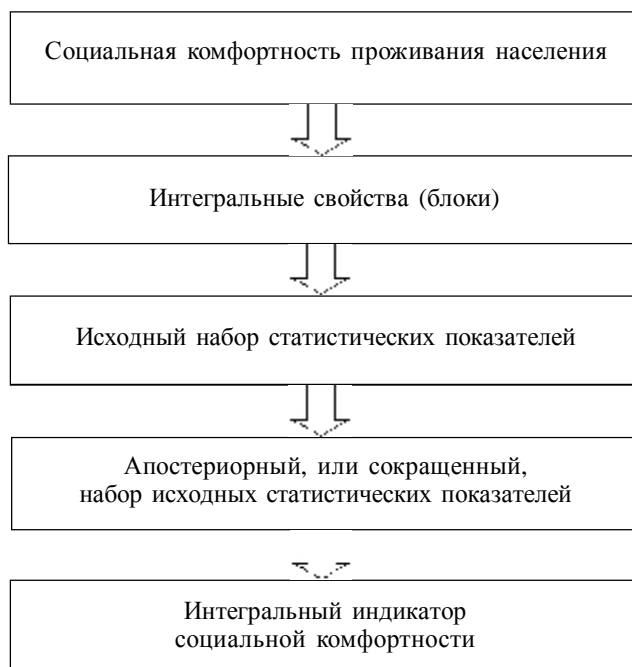 Социальная комфортность проживания населения
Интегральные свойства (блоки)
Исходный набор статистических показателей
Апостериорный, или сокращенный,
набор исходных статистических показателей
Интегральный индикатор
социальной комфортности